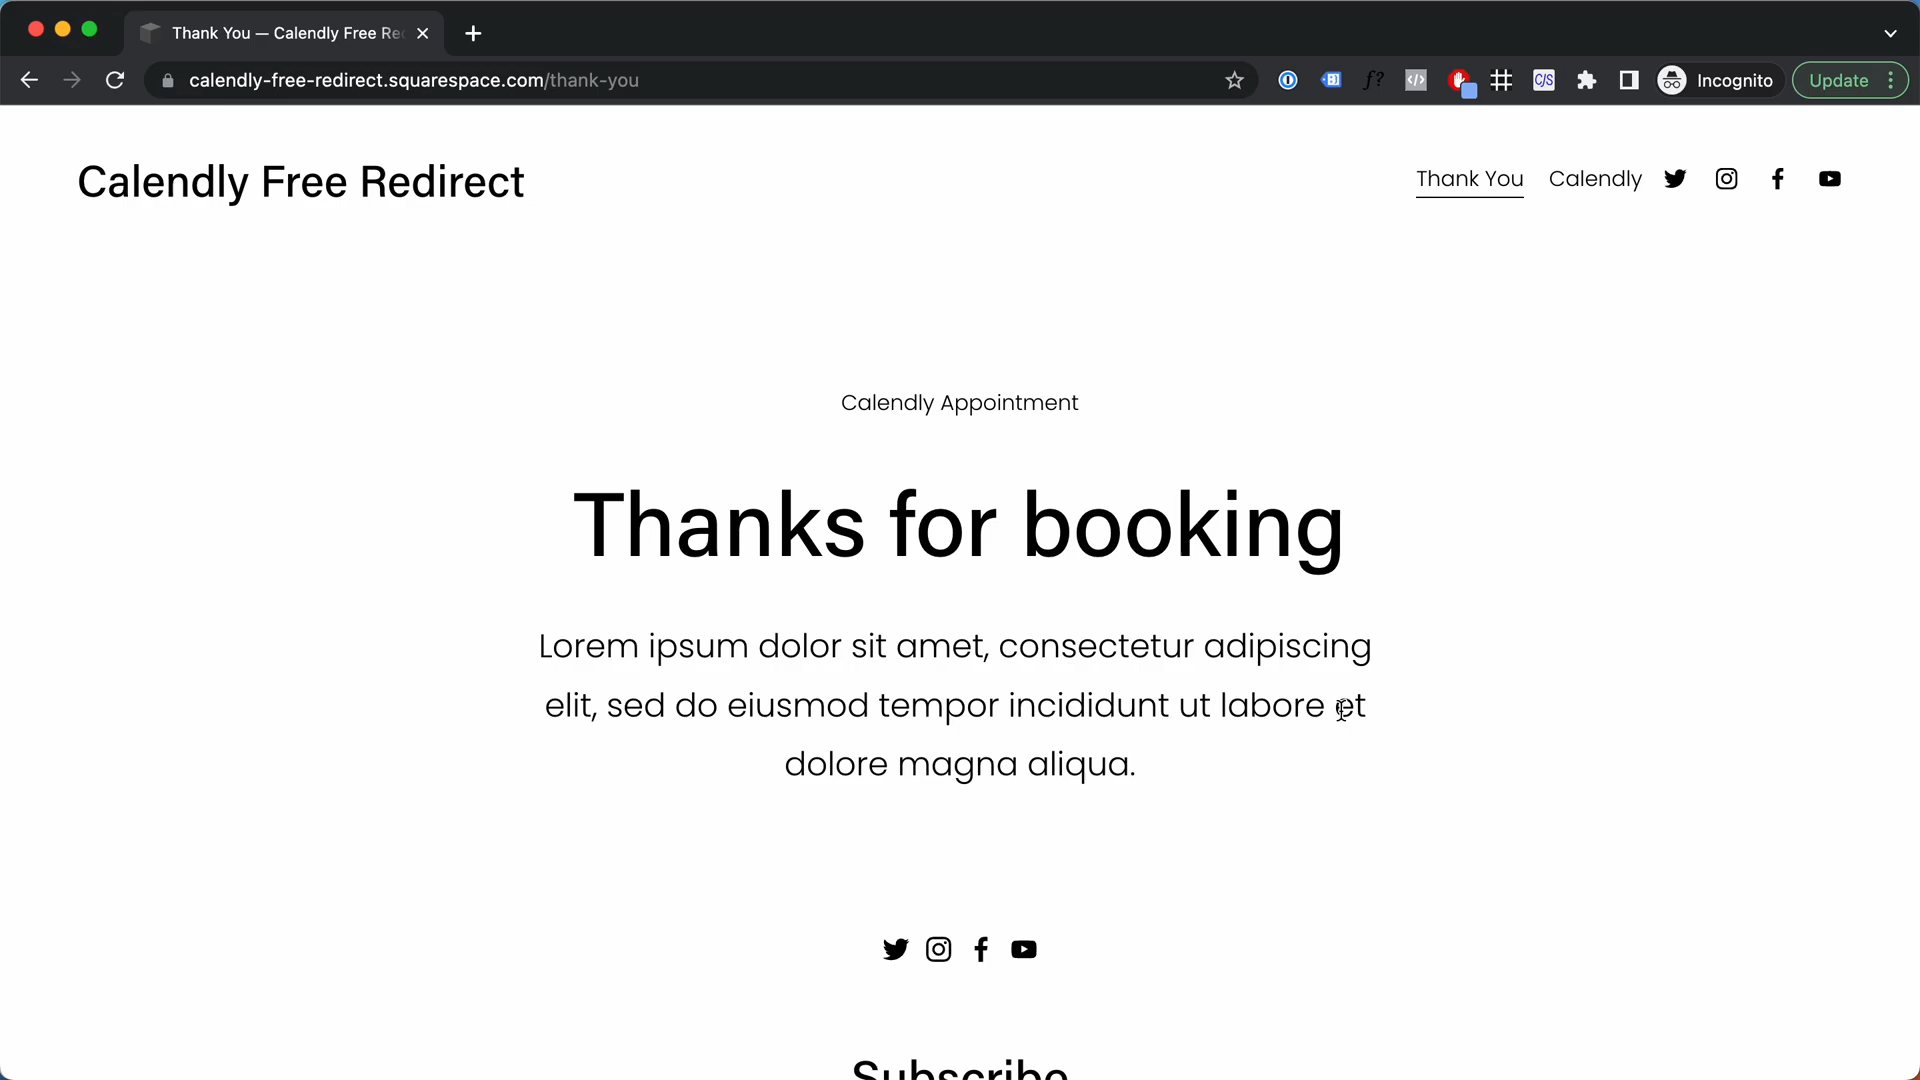 Thank You — Calendly Free Re
calendly-free-redirect.squarespace.com/thank-you
Incognito
Update
Calendly Free Redirect
Thank You
Calendly
Calendly Appointment
Thanks for booking
Lorem ipsum dolor sit amet, consectetur adipiscing
elit, sed do eiusmod tempor incididunt ut labore et
dolore magna aliqua.
Subscribe